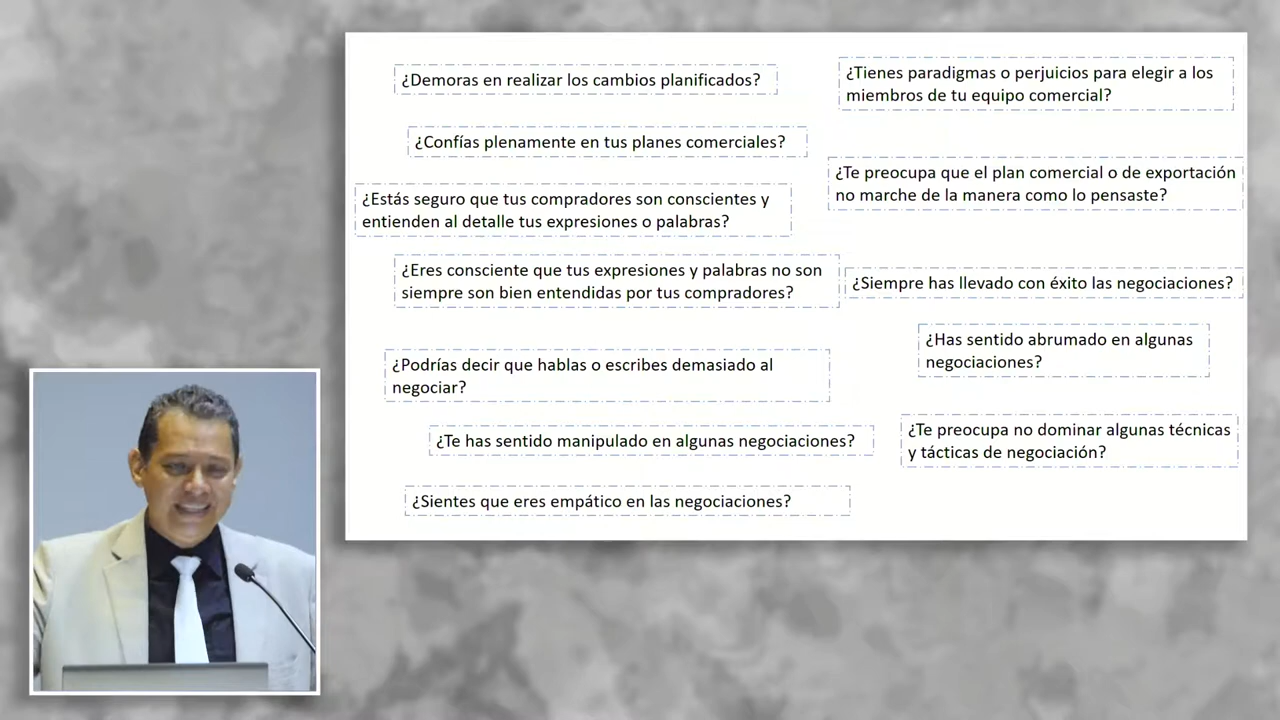 ¿Demoras en realizar los cambios planificados?
¿Confías plenamente en tus planes comerciales?
¿Estás seguro que tus compradores son conscientes y
entienden al detalle tus expresiones o palabras?
¿Eres consciente que tus expresiones y palabras no son
siempre son bien entendidas por tus compradores?
¿Podrías decir que hablas o escribes demasiado al
negociar?
¿Te has sentido manipulado en algunas negociaciones?
¿Sientes que eres empático en las negociaciones?
¿Tienes paradigmas o perjuicios para elegir a los
miembros de tu equipo comercial?
¿Te preocupa que el plan comercial o de exportación
no marche de la manera como lo pensaste?
¿Siempre has llevado con éxito las negociaciones?
¿Has sentido abrumado en algunas
negociaciones?
¿Te preocupa no dominar algunas técnicas
y tácticas de negociación?